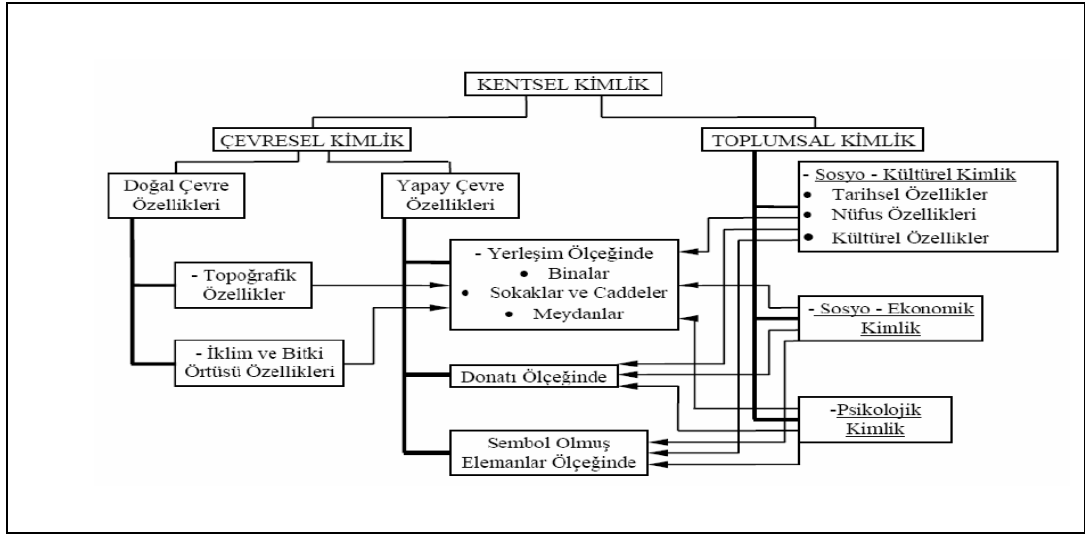 KENTSEL KİMLİK
ÇEVRESEL KİMLİK
TOPLUMSAL KİMLİK
Doğal Çevre
Özellikleri
Yapay Çevre
Özellikleri
- Sosyo - Kültürel Kimlik
● Tarihsel Özellikler
● Nüfus Özellikleri
● Kültürel Özellikler
- Yerleşim Ölçeğinde
● Binalar
● Sokaklar ve Caddeler
● Meydanlar
- Topoğrafik
Özellikler
- Sosyo - Ekonomik
Kimlik
- İklim ve Bitki
Örtüsü Özellikleri
Donatı Ölçeğinde
-Psikolojik
Kimlik
Sembol Olmuş
Elemanlar Ölçeğinde